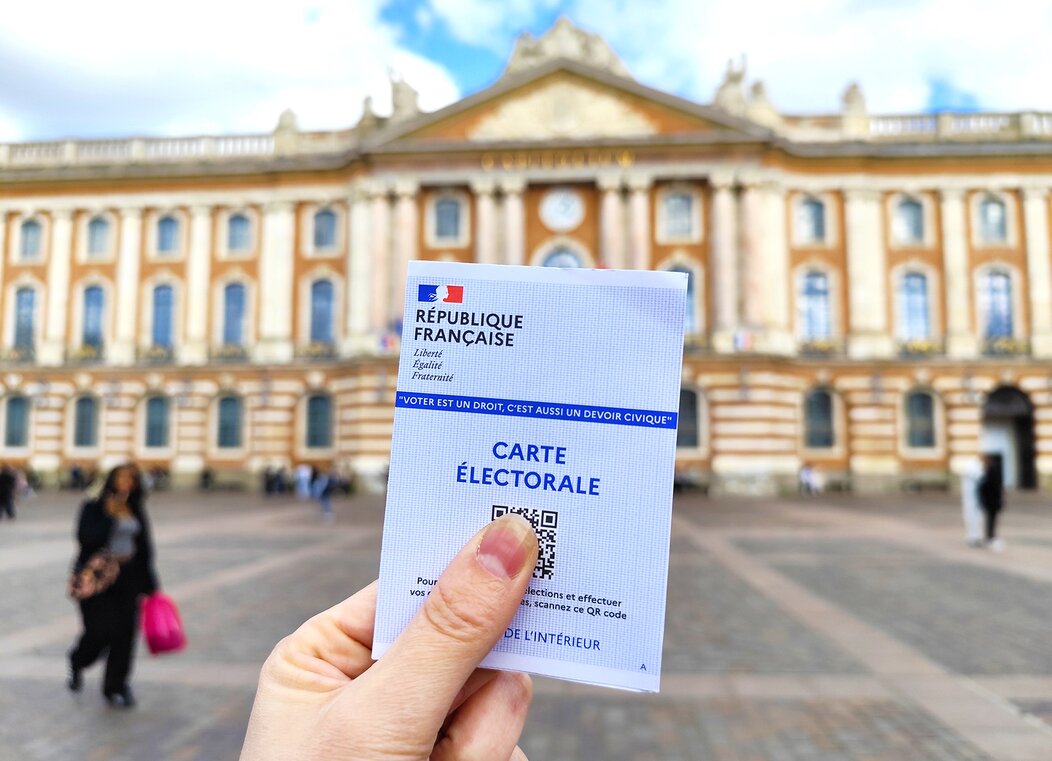 RÉPUBLIQUE
FRANÇAISE
Liberté
Égalité
Fraternité
"VOTER EST UN DROIT, C'EST AUSSI UN DEVOIR CIVIQUE"
CARTE
ÉLECTORALE
Pour élections et effectuer
vos scannez ce QR code
DE L'INTÉRIEUR
A